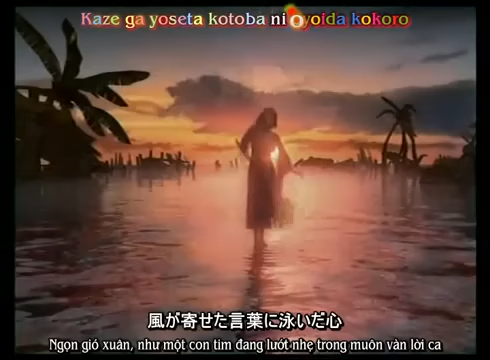 Kaze ga yoseta kotoba ni oyoida kokoro
風が寄せた言葉に泳いだ心
Ngọn gió xuân, như một con tim đang lướt nhẹ trong muôn vàn lời ca